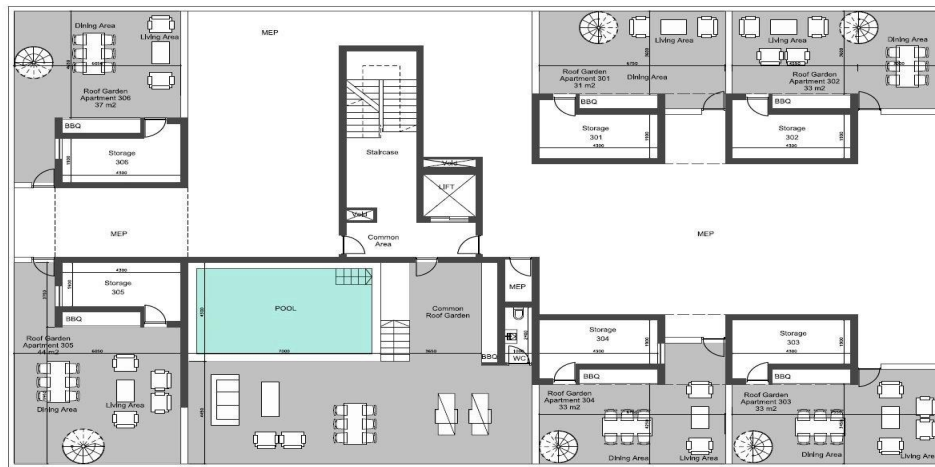 Dining Area
Living Area
Roof Garden
Apartment 306
37 m2
BBQ
Storage
306
4300
MEP
MEP
Staircase
Void
LIFT
Void
Common
Area
Living Area
Roof Garden
Apartment 301
31 m2
Dining Area
BBQ
Storage
301
4300
Living Area
Dining Area
Roof Garden
Apartment 302
33 m2
BBQ
Storage
302
4300
MEP
4300
Storage
305
BBQ
Roof Garden
Apartment 305
44 m2
Dining Area
Living Area
POOL
7000
Common
Roof Garden
BBQ
MEP
WC
Storage
304
4300
BBQ
Roof Garden
Apartment 304
33 m2
Dining Area
Living Area
Storage
303
4300
BBQ
Roof Garden
Apartment 303
33 m2
Dining Area
Living Area